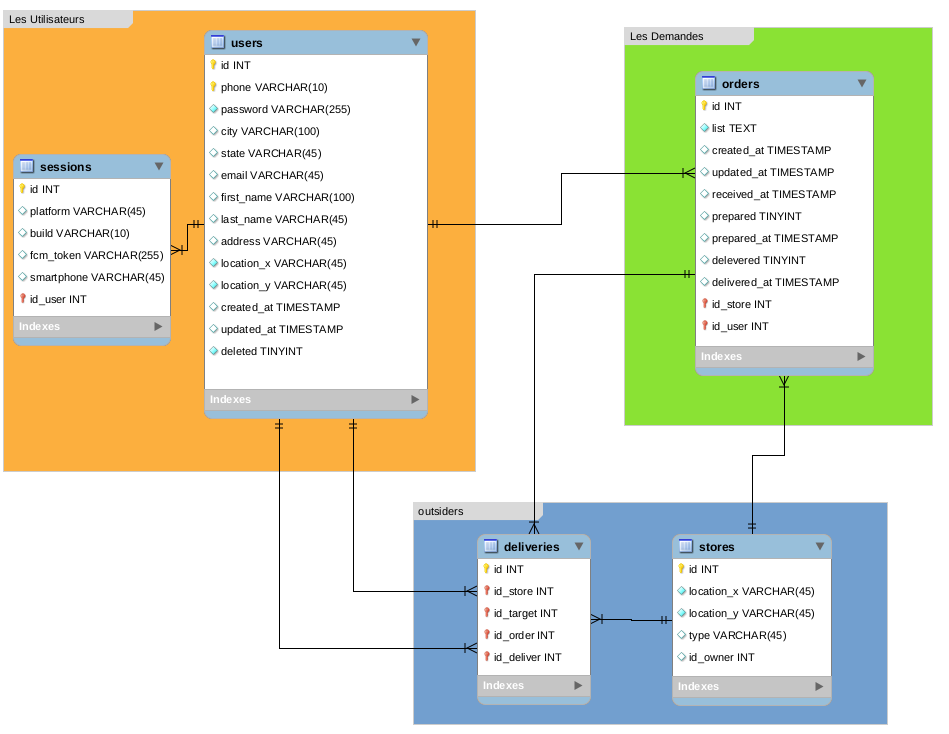 Les Utilisateurs
users
id INT
phone VARCHAR(10)
password VARCHAR(255)
city VARCHAR(100)
state VARCHAR(45)
email VARCHAR(45)
first_name VARCHAR(100)
last_name VARCHAR(45)
address VARCHAR(45)
location_x VARCHAR(45)
location_y VARCHAR(45)
created_at TIMESTAMP
updated_at TIMESTAMP
deleted TINYINT
Indexes
sessions
id INT
platform VARCHAR(45)
build VARCHAR(10)
fcm_token VARCHAR(255)
smartphone VARCHAR(45)
id_user INT
Indexes
Les Demandes
orders
id INT
list TEXT
created_at TIMESTAMP
updated_at TIMESTAMP
received_at TIMESTAMP
prepared TINYINT
prepared_at TIMESTAMP
delevered TINYINT
delivered_at TIMESTAMP
id_store INT
id_user INT
Indexes
outsiders
deliveries
id INT
id_store INT
id_target INT
id_order INT
id_deliver INT
Indexes
stores
id INT
location_x VARCHAR(45)
location_y VARCHAR(45)
type VARCHAR(45)
id_owner INT
Indexes